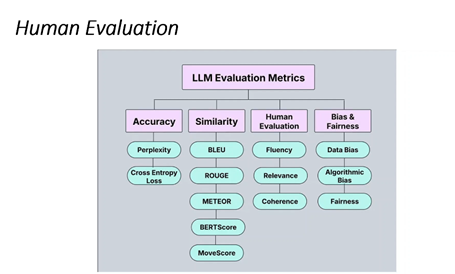 Human Evaluation
LLM Evaluation Metrics
Accuracy
Similarity
Human
Evaluation
Bias &
Fairness
Perplexity
BLEU
Fluency
Data Bias
Cross Entropy
Loss
ROUGE
Relevance
Algorithmic
Bias
METEOR
Coherence
Fairness
BERTScore
MoveScore